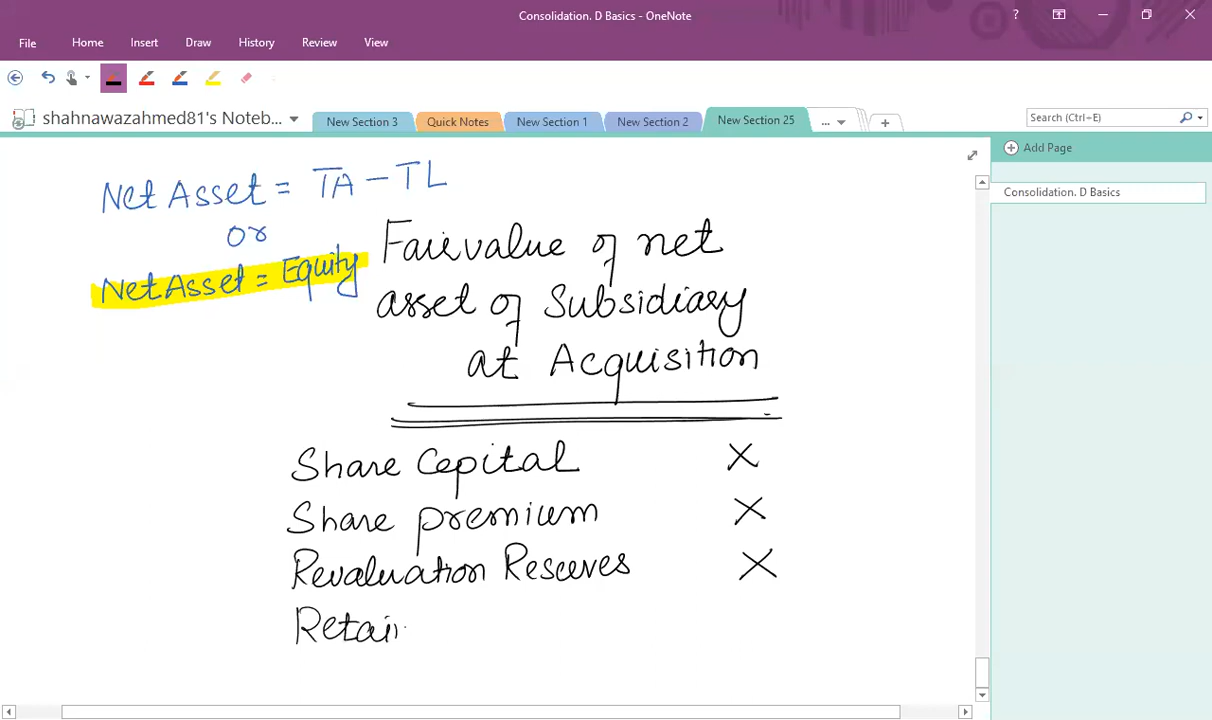 Consolidation. D Basics - OneNote
?
File Home Insert Draw History Review View
shahnawazahmed81's Noteb... New Section 3 Quick Notes New Section 1 New Section 2 New Section 25 ... +
Search (Ctrl+E)
Add Page
Consolidation. D Basics
Net Asset = TA - TL
or
Net Asset = Equity
Fair value of net
asset of Subsidiary
at Acquisition
Share Capital X
Share premium X
Revaluation Reserves X
Retain